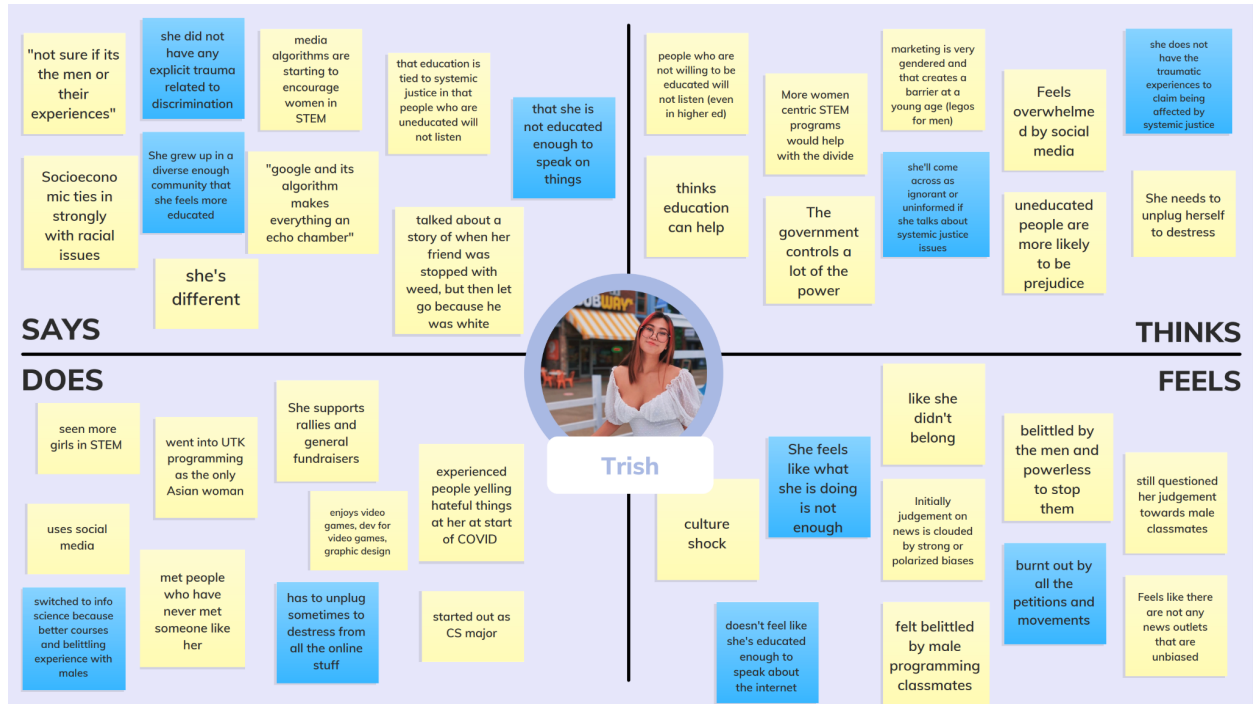 "not sure if its
the men or
their
experiences"
she did not
have any
explicit trauma
related to
discrimination
media
algorithms are
starting to
encourage
women in
STEM
that education is
tied to systemic
justice in that
people who are
uneducated will
not listen
that she is
not educated
enough to
speak on
things
Socioecono
mic ties in
strongly
with racial
issues
She grew up in a
diverse enough
community that
she feels more
educated
"google and its
algorithm
makes
everything an
echo chamber"
she's
different
talked about a
story of when her
friend was
stopped with
weed, but then let
go because he
was white
SAYS
people who are
not willing to be
educated will
not listen (even
in higher ed)
More women
centric STEM
programs
would help
with the divide
marketing is very
gendered and
that creates a
barrier at a
young age (legos
for men)
Feels
overwhelme
d by social
media
she does not
have the
traumatic
experiences to
claim being
affected by
systemic justice
thinks
education
can help
The
government
controls a
lot of the
power
she'll come
across as
ignorant or
uninformed if
she talks about
systemic justice
issues
uneducated
people are
more likely
to be
prejudice
She needs to
unplug herself
to destress
THINKS
SUBWAY
Trish
DOES
seen more
girls in STEM
went into UTK
programming
as the only
Asian woman
She supports
rallies and
general
fundraisers
experienced
people yelling
hateful things
at her at start
of COVID
uses social
media
enjoys video
games, dev for
video games,
graphic design
switched to info
science because
better courses
and belittling
experience with
males
met people
who have
never met
someone like
her
has to unplug
sometimes to
destress from
all the online
stuff
started out as
CS major
FEELS
like she
didn't
belong
She feels
like what
she is doing
is not
enough
belittled by
the men and
powerless
to stop
them
still questioned
her judgement
towards male
classmates
culture
shock
Initially
judgement on
news is clouded
by strong or
polarized biases
burnt out by
all the
petitions and
movements
doesn't feel like
she's educated
enough to
speak about
the internet
felt belittled
by male
programming
classmates
Feels like there
are not any
news outlets
that are
unbiased